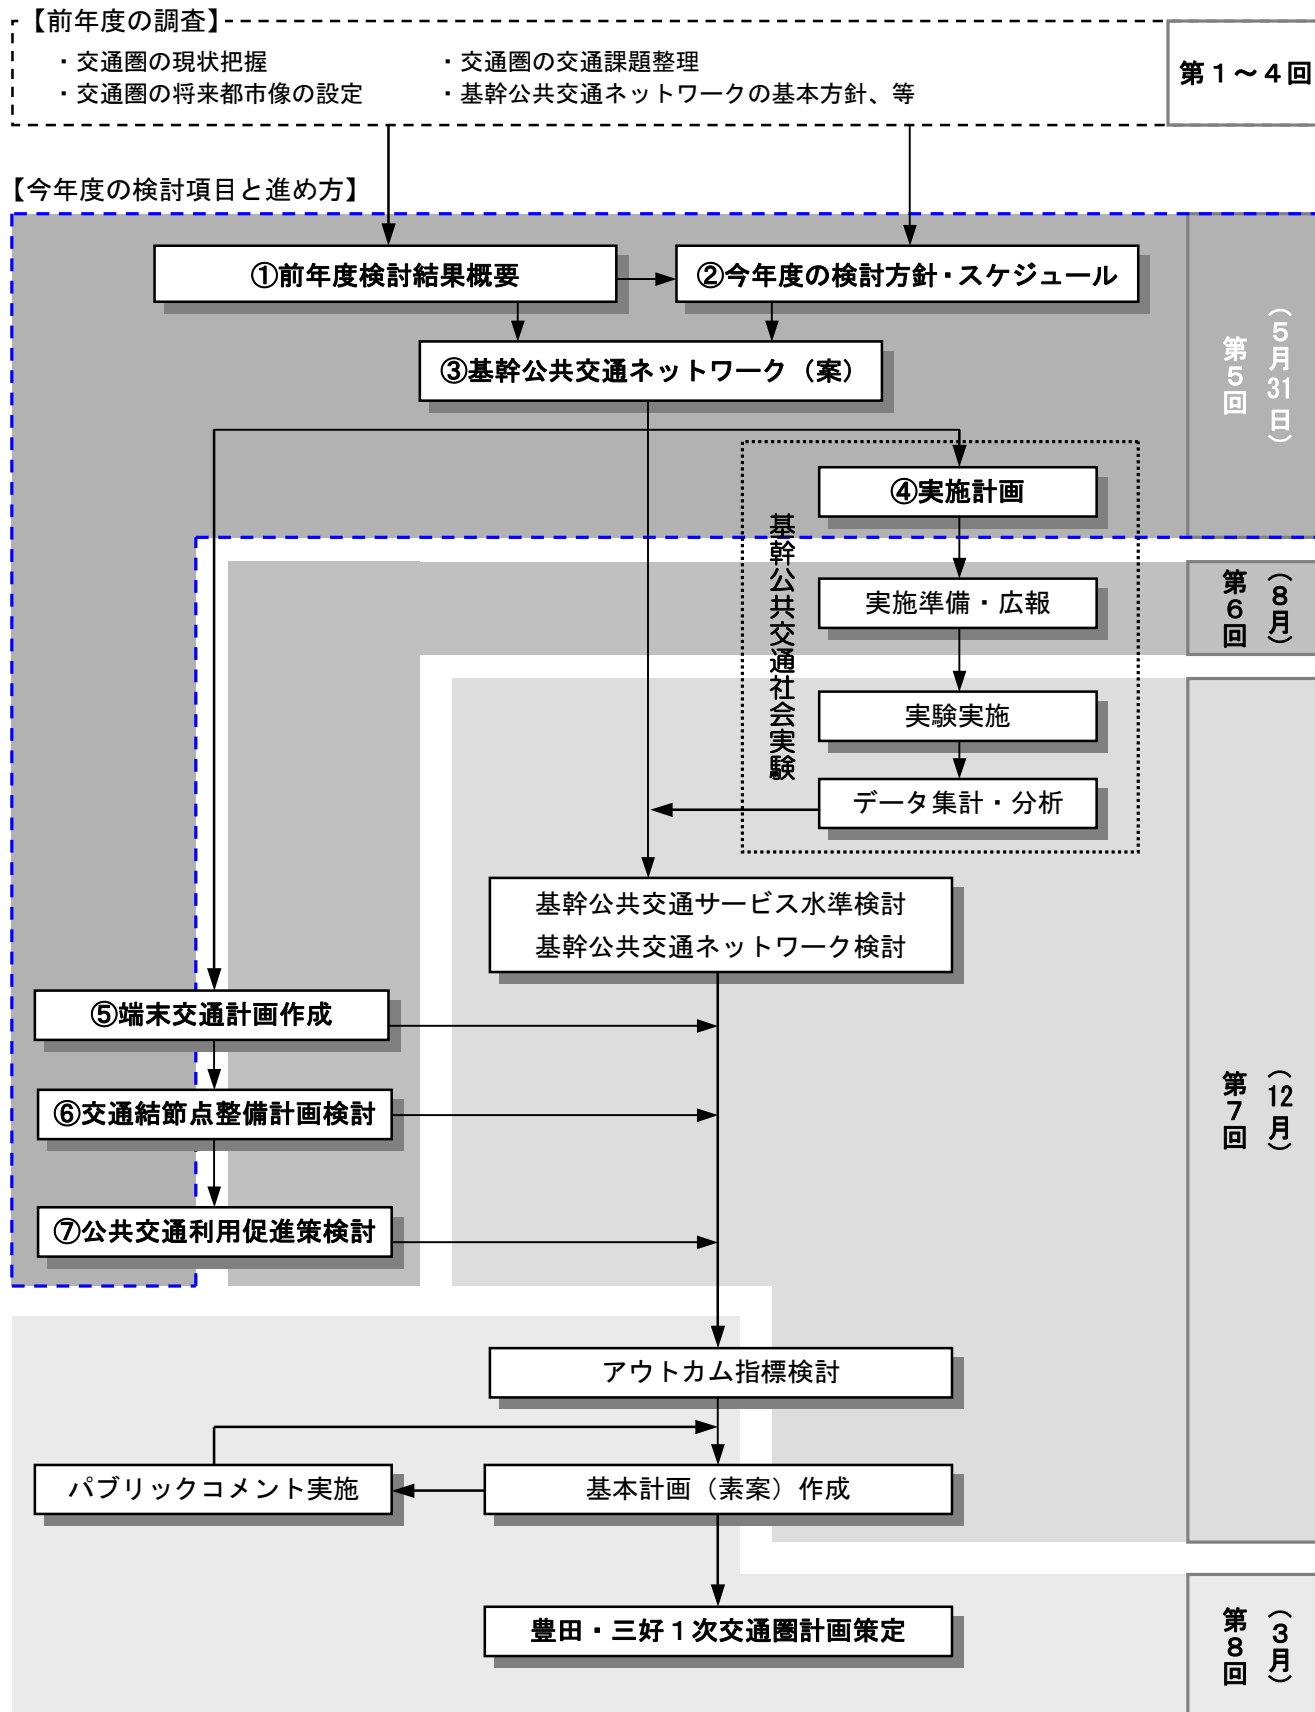 【前年度の調査】
・交通圏の現状把握
・交通圏の交通課題整理
・交通圏の将来都市像の設定
・基幹公共交通ネットワークの基本方針、等
第１～４回
【今年度の検討項目と進め方】
①前年度検討結果概要
②今年度の検討方針・スケジュール
③基幹公共交通ネットワーク（案）
第５回
（５月31日）
④実施計画
基幹公共交通社会実験
実施準備・広報
第６回
（８月）
実験実施
データ集計・分析
基幹公共交通サービス水準検討
基幹公共交通ネットワーク検討
⑤端末交通計画作成
⑥交通結節点整備計画検討
第７回
（12月）
⑦公共交通利用促進策検討
アウトカム指標検討
パブリックコメント実施
基本計画（素案）作成
豊田・三好１次交通圏計画策定
第８回
（３月）